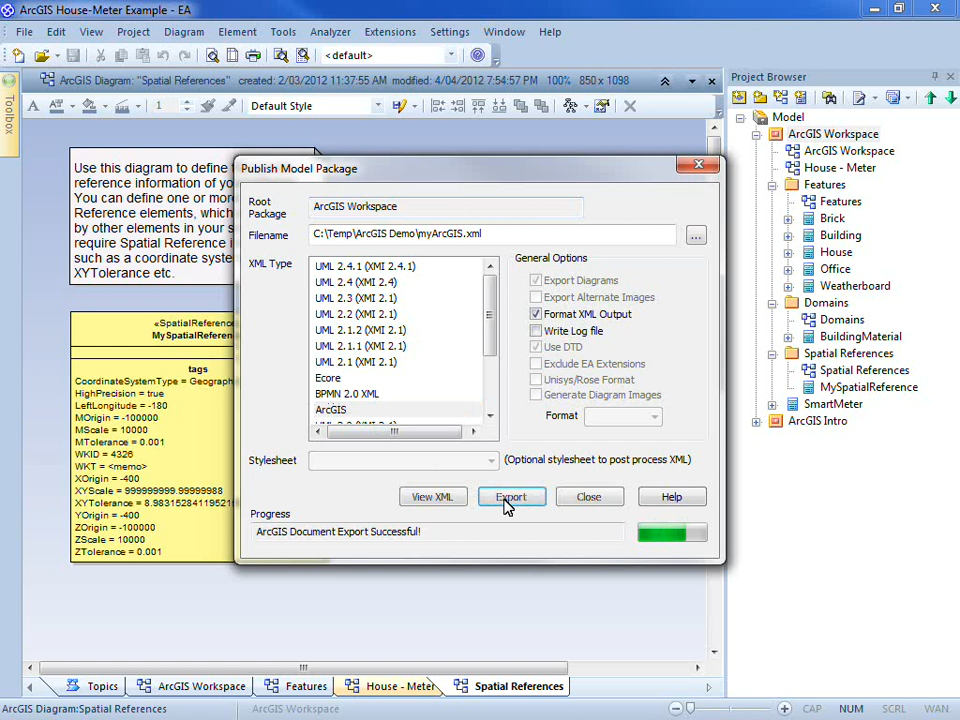 ArcGIS House-Meter Example - EA
File Edit View Project Diagram Element Tools Analyzer Extensions Settings Window Help
<default>
Toolbox
ArcGIS Diagram: "Spatial References" created: 2/03/2012 11:37:55 AM modified: 4/04/2012 7:54:57 PM 100% 850 x 1098
1 Default Style
Use this diagram to define
reference information of yo
You can define one or more
Reference elements, which
by other elements in your s
require Spatial Reference i
such as a coordinate syste
XYTolerance etc.
«SpatialReference
MySpatialReferen
tags
CoordinateSystemType = Geograph
HighPrecision = true
LeftLongitude = -180
MOrigin = -100000
MScale = 10000
MTolerance = 0.001
WKID = 4326
WKT = <memo>
XOrigin = -400
XYScale = 999999999.99999988
XYTolerance = 8.98315284119521
YOrigin = -400
ZOrigin = -100000
ZScale = 10000
ZTolerance = 0.001
Publish Model Package
Root
Package
ArcGIS Workspace
Filename
C:\Temp\ArcGIS Demo\myArcGIS.xml
...
XML Type
UML 2.4.1 (XMI 2.4.1)
UML 2.4 (XMI 2.4)
UML 2.3 (XMI 2.1)
UML 2.2 (XMI 2.1)
UML 2.1.2 (XMI 2.1)
UML 2.1.1 (XMI 2.1)
UML 2.1 (XMI 2.1)
Ecore
BPMN 2.0 XML
ArcGIS
General Options
Export Diagrams
Export Alternate Images
Format XML Output
Write Log file
Use DTD
Exclude EA Extensions
Unisys/Rose Format
Generate Diagram Images
Format
Stylesheet
(Optional stylesheet to post process XML)
View XML Export Close Help
Progress
ArcGIS Document Export Successful!
Project Browser
Model
ArcGIS Workspace
ArcGIS Workspace
House - Meter
Features
Features
Brick
Building
House
Office
Weatherboard
Domains
Domains
BuildingMaterial
Spatial References
Spatial References
MySpatialReference
SmartMeter
ArcGIS Intro
Topics ArcGIS Workspace Features House - Meter Spatial References
ArcGIS Diagram:Spatial References ArcGIS Workspace CAP NUM SCRL WAN